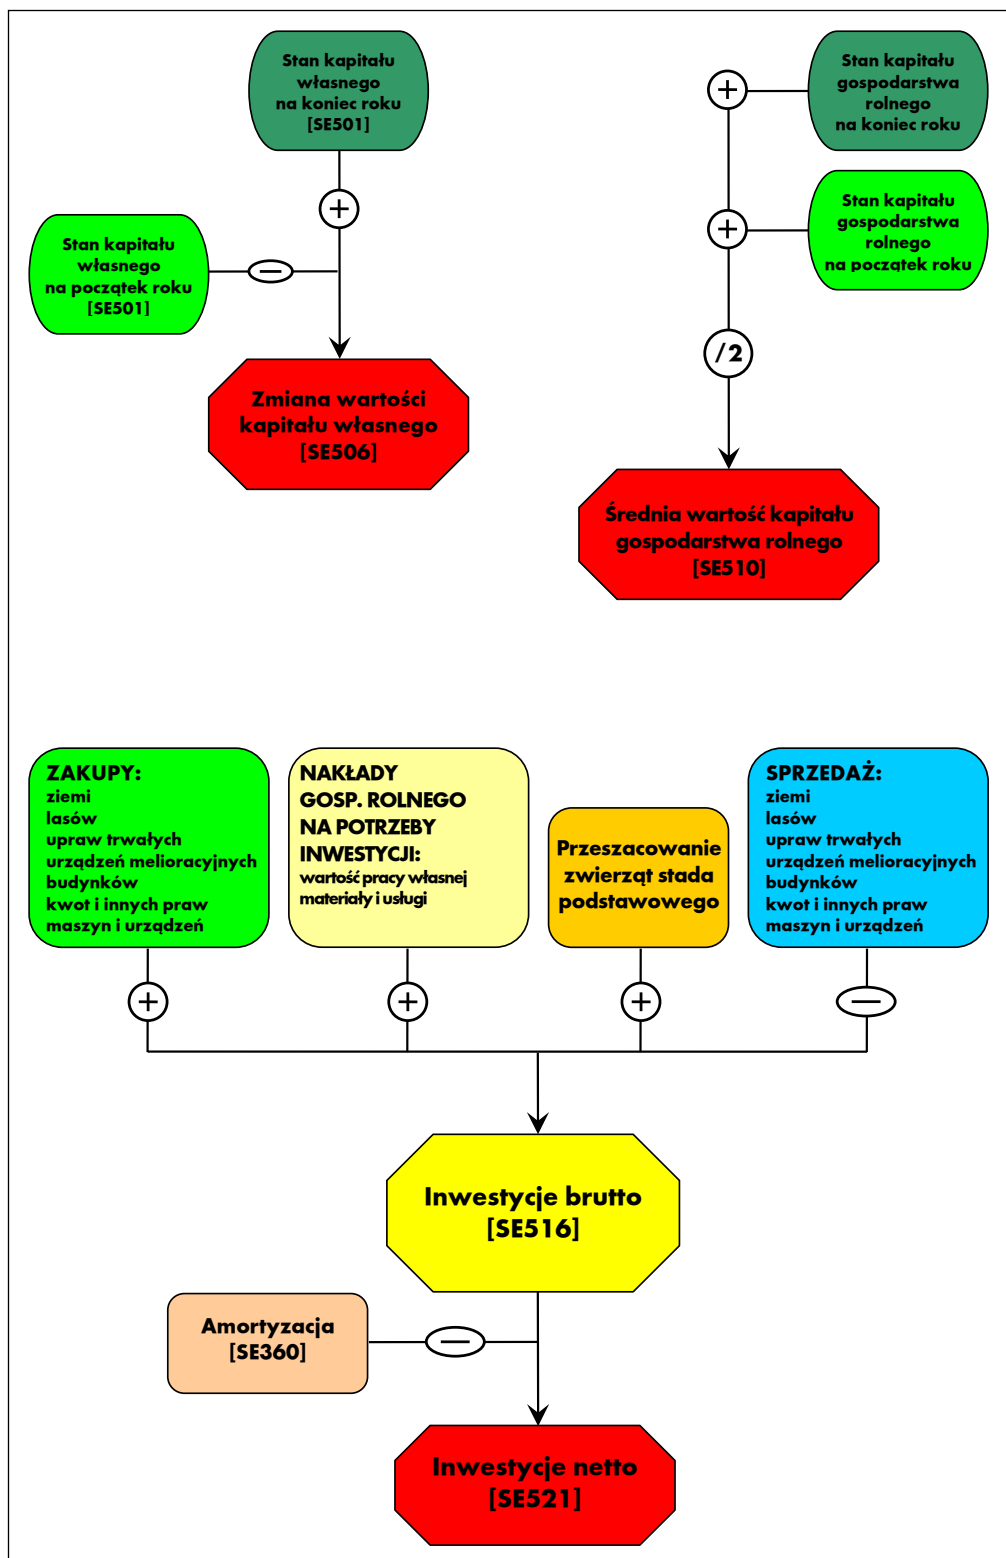 Stan kapitału
własnego
na koniec roku
[SE501]
+
Stan kapitału
własnego
na początek roku
[SE501]
−
Zmiana wartości
kapitału własnego
[SE506]
Stan kapitału
gospodarstwa
rolnego
na koniec roku
+
Stan kapitału
gospodarstwa
rolnego
na początek roku
+
/2
Średnia wartość kapitału
gospodarstwa rolnego
[SE510]
ZAKUPY:
ziemi
lasów
upraw trwałych
urządzeń melioracyjnych
budynków
kwot i innych praw
maszyn i urządzeń
NAKŁADY
GOSP. ROLNEGO
NA POTRZEBY
INWESTYCJI:
wartość pracy własnej
materiały i usługi
Przeszacowanie
zwierząt stada
podstawowego
SPRZEDAŻ:
ziemi
lasów
upraw trwałych
urządzeń melioracyjnych
budynków
kwot i innych praw
maszyn i urządzeń
+
+
+
−
Inwestycje brutto
[SE516]
Amortyzacja
[SE360]
−
Inwestycje netto
[SE521]